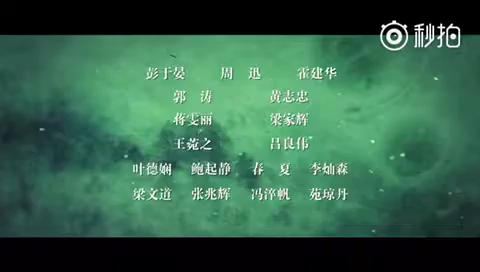 秒拍
彭于晏 周迅 霍建华
郭涛 黄志忠
蒋雯丽 梁家辉
王菀之 吕良伟
叶德娴 鲍起静 春夏 李灿森
梁文道 张兆辉 冯淬帆 苑琼丹